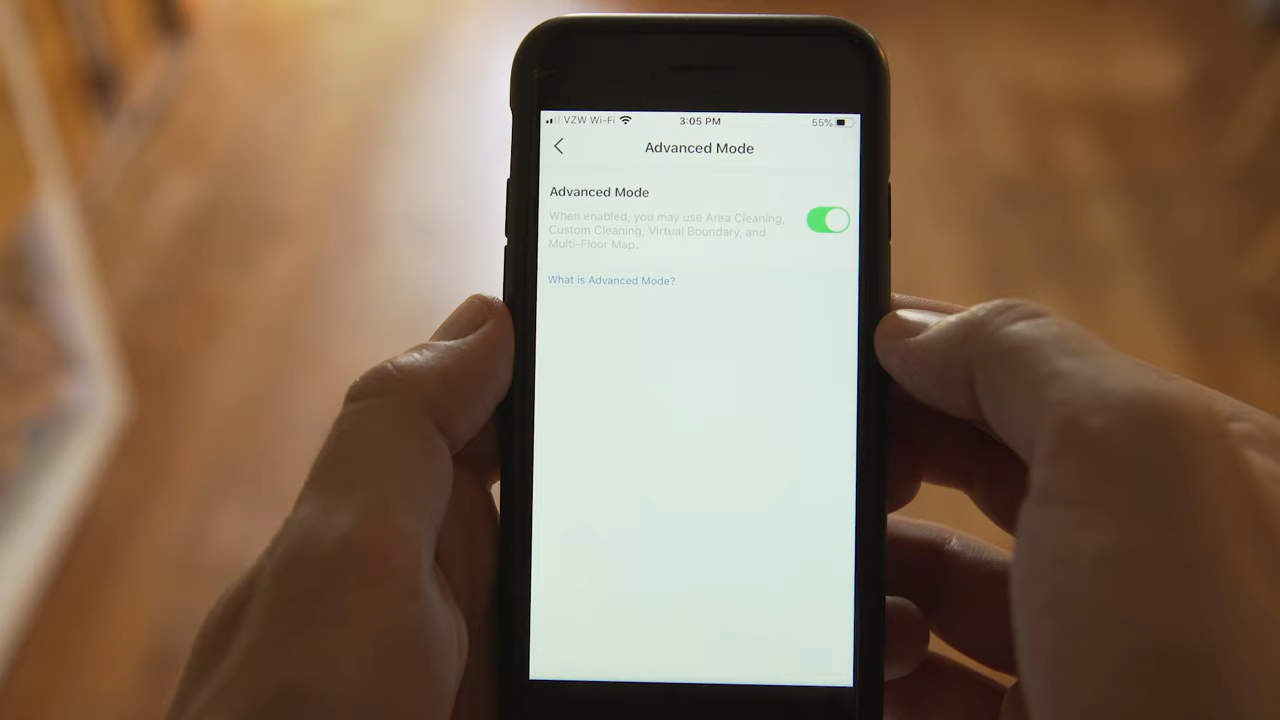 VZW Wi-Fi 3:05 PM 55%
Advanced Mode
Advanced Mode
When enabled, you may use Area Cleaning,
Custom Cleaning, Virtual Boundary, and
Multi-Floor Map.
What is Advanced Mode?